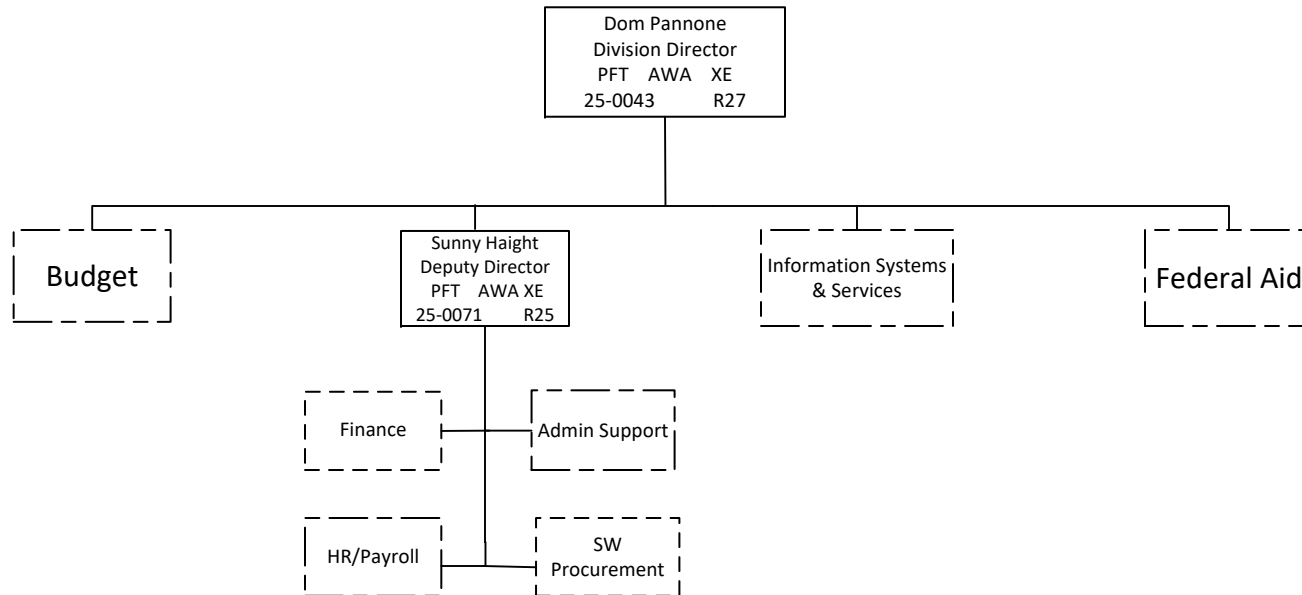 Dom Pannone
Division Director
PFT AWA XE
25-0043 R27
Budget
Sunny Haight
Deputy Director
PFT AWA XE
25-0071 R25
Information Systems
& Services
Federal Aid
Finance
Admin Support
HR/Payroll
SW
Procurement